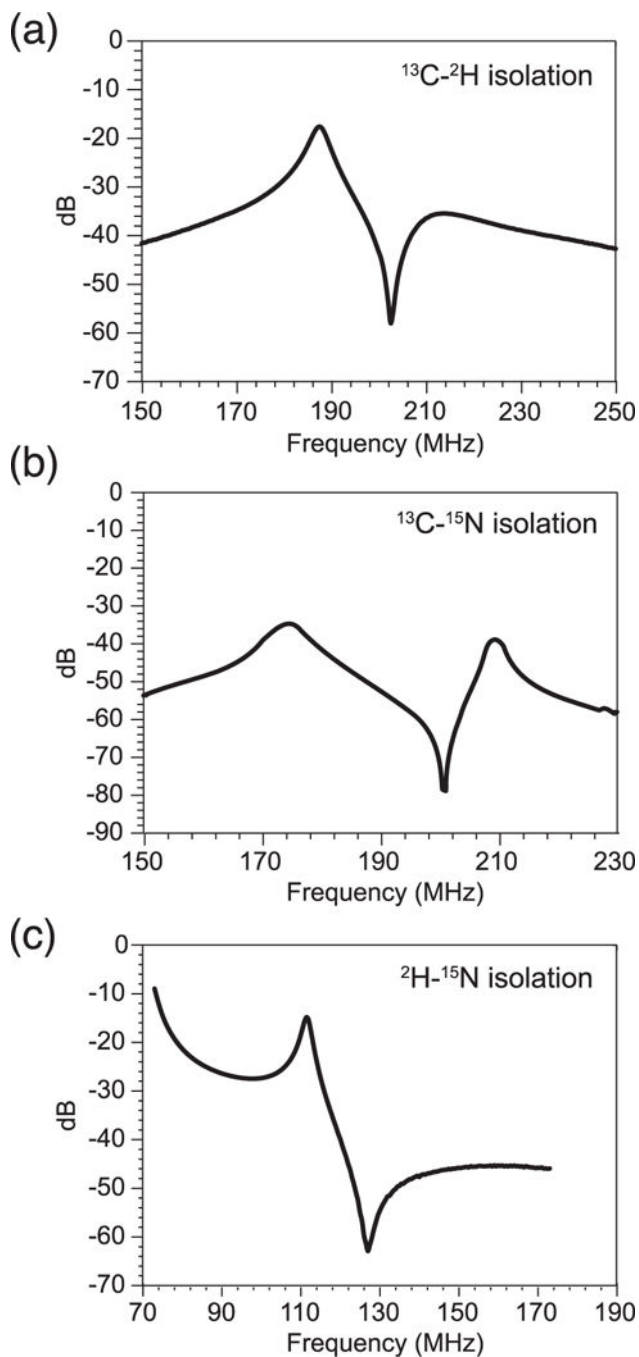 (a)
0
-10
-20
-30
-40
-50
-60
-70
dB
¹³C-²H isolation
150 170 190 210 230 250
Frequency (MHz)
(b)
0
-10
-20
-30
-40
-50
-60
-70
-80
-90
dB
¹³C-¹⁵N isolation
150 170 190 210 230
Frequency (MHz)
(c)
0
-10
-20
-30
-40
-50
-60
-70
dB
²H-¹⁵N isolation
70 90 110 130 150 170 190
Frequency (MHz)